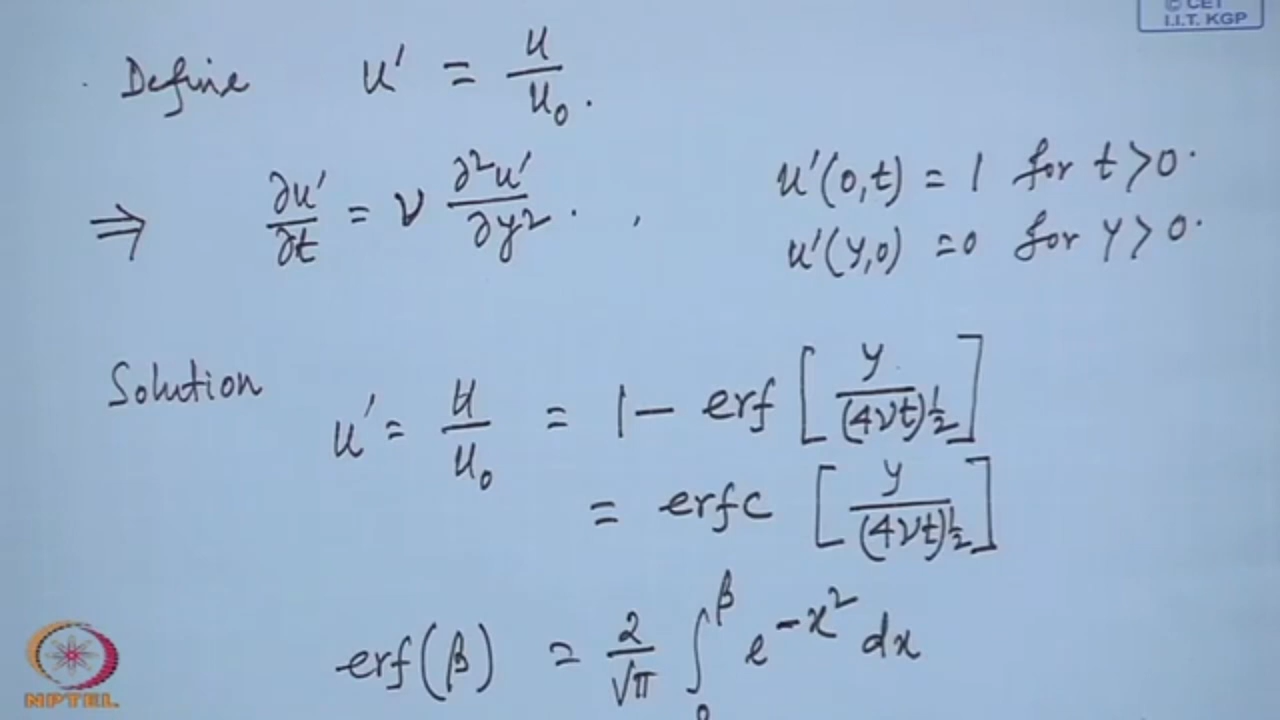 © CET
I.I.T. KGP
Define u' = u/u₀.
⇒ ∂u'/∂t = ν ∂²u'/∂y². , u'(0,t) = 1 for t>0.
u'(y,0) = 0 for y>0.
Solution u' = u/u₀ = 1 - erf [y/(4νt)^½]
= erfc [y/(4νt)^½]
erf(β) = 2/√π ∫₀^β e^-x² dx
NPTEL